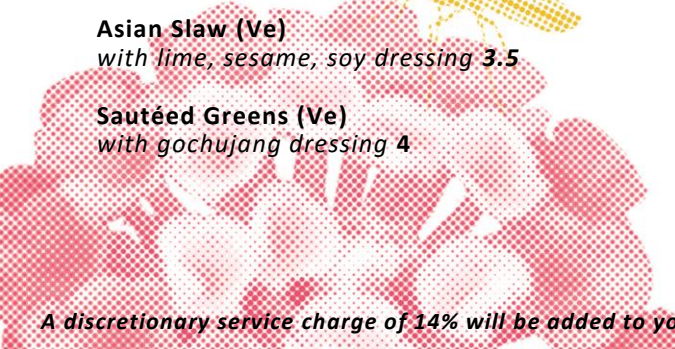 Asian Slaw (Ve)
with lime, sesame, soy dressing 3.5
Sautéed Greens (Ve)
with gochujang dressing 4
A discretionary service charge of 14% will be added to yo